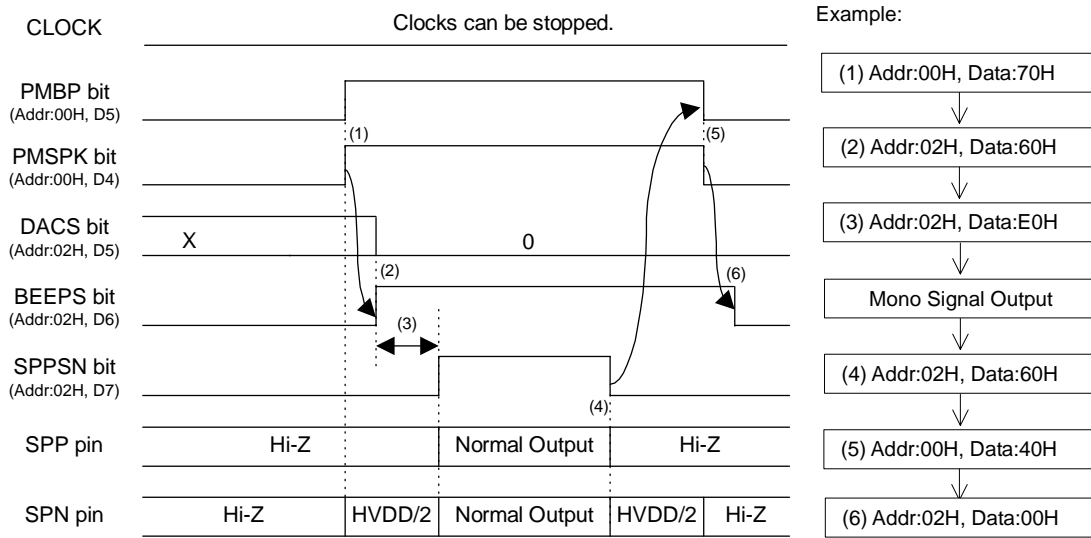 CLOCK
Clocks can be stopped.
Example:
PMBP bit
(Addr:00H, D5)
(1)
(5)
PMSPK bit
(Addr:00H, D4)
DACS bit
(Addr:02H, D5)
X
0
(2)
(6)
BEEPS bit
(Addr:02H, D6)
(3)
SPPSN bit
(Addr:02H, D7)
(4)
SPP pin
Hi-Z
Normal Output
Hi-Z
SPN pin
Hi-Z
HVDD/2
Normal Output
HVDD/2
Hi-Z
(1) Addr:00H, Data:70H
(2) Addr:02H, Data:60H
(3) Addr:02H, Data:E0H
Mono Signal Output
(4) Addr:02H, Data:60H
(5) Addr:00H, Data:40H
(6) Addr:02H, Data:00H